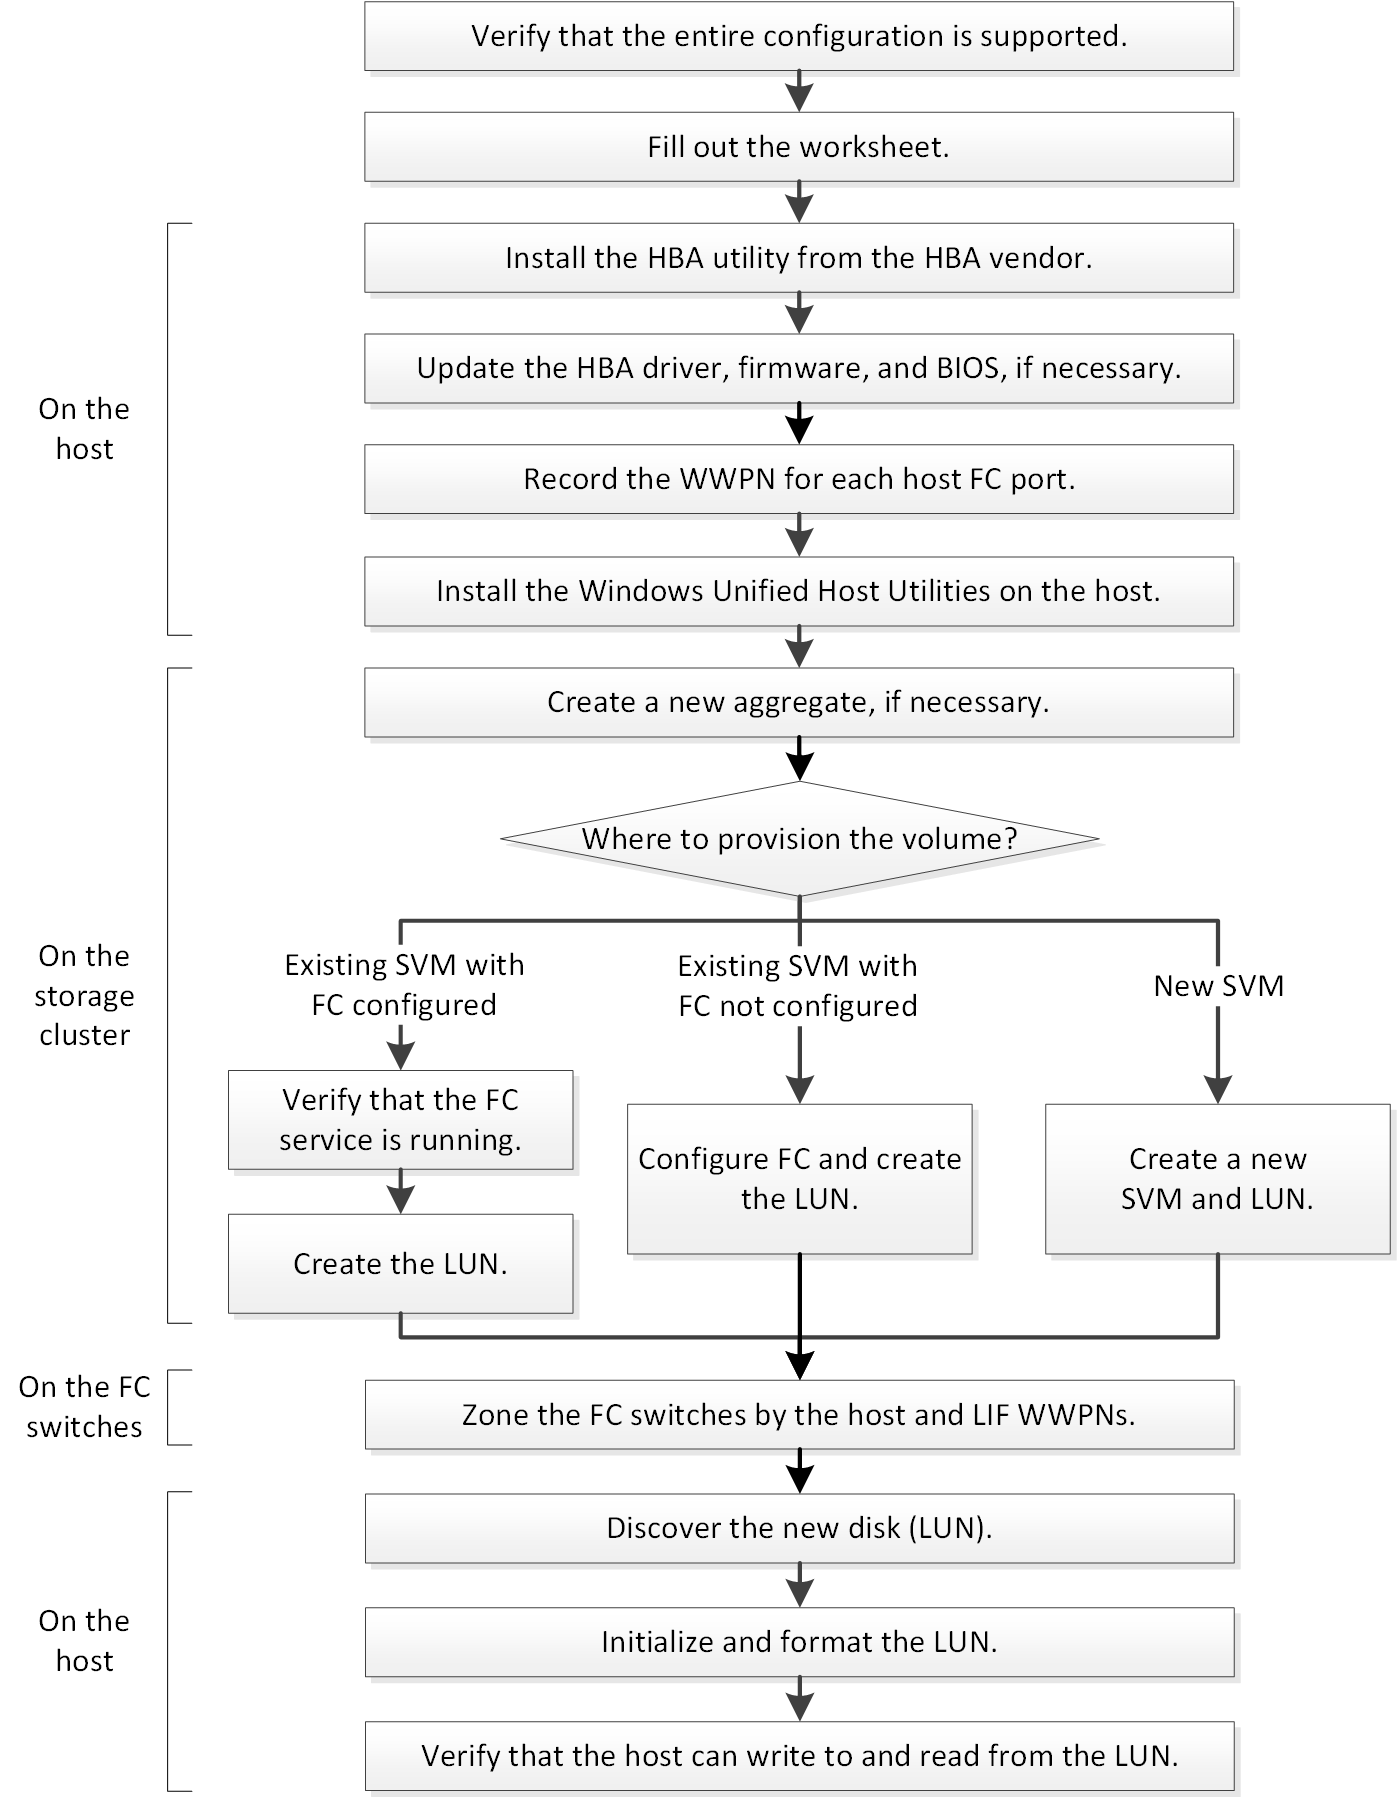 Verify that the entire configuration is supported.
Fill out the worksheet.
On the
host
Install the HBA utility from the HBA vendor.
Update the HBA driver, firmware, and BIOS, if necessary.
Record the WWPN for each host FC port.
Install the Windows Unified Host Utilities on the host.
On the
storage
cluster
Create a new aggregate, if necessary.
Where to provision the volume?
Existing SVM with
FC configured
Existing SVM with
FC not configured
New SVM
Verify that the FC
service is running.
Create the LUN.
Configure FC and create
the LUN.
Create a new
SVM and LUN.
On the FC
switches
Zone the FC switches by the host and LIF WWPNs.
On the
host
Discover the new disk (LUN).
Initialize and format the LUN.
Verify that the host can write to and read from the LUN.